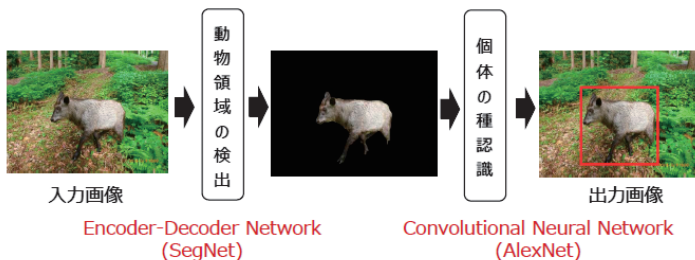 動物領域の検出
個体の種認識
入力画像
出力画像
Encoder-Decoder Network
(SegNet)
Convolutional Neural Network
(AlexNet)